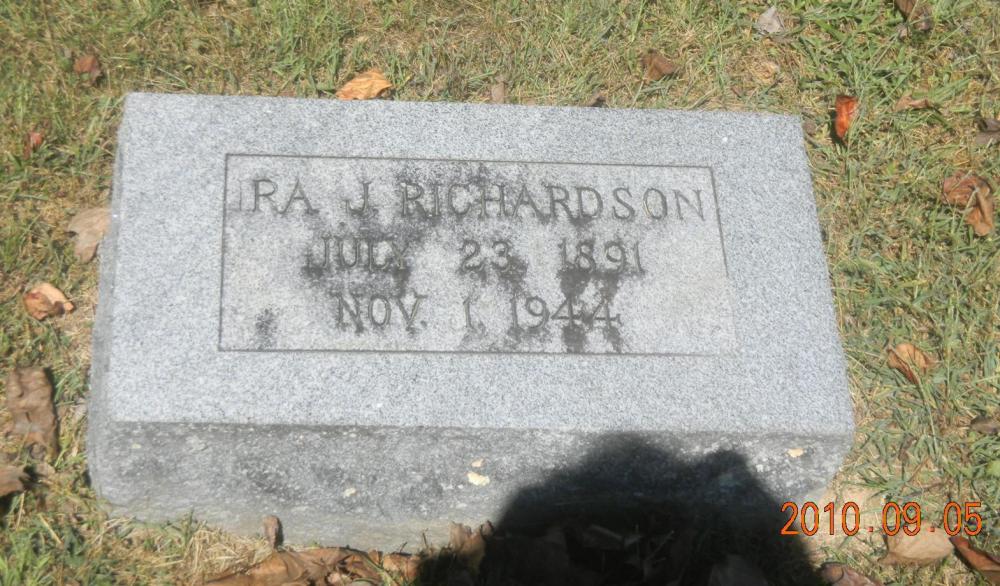 IRA J. RICHARDSON
JULY 23 1891
NOV. 1, 1944
2010.09.05